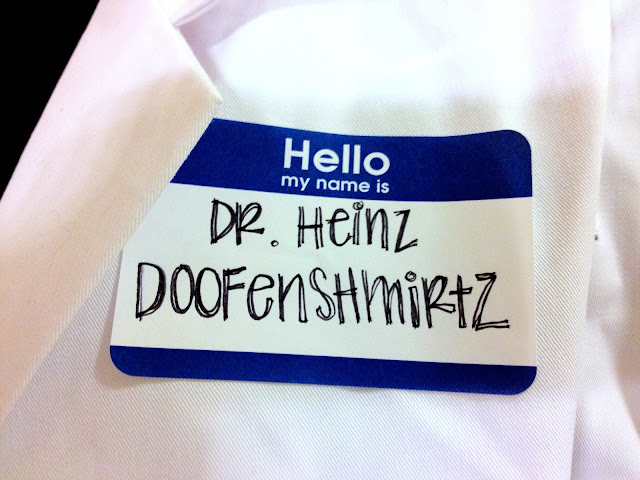 Hello
my name is
DR. HeinZ
DOOFenSHmiRtZ